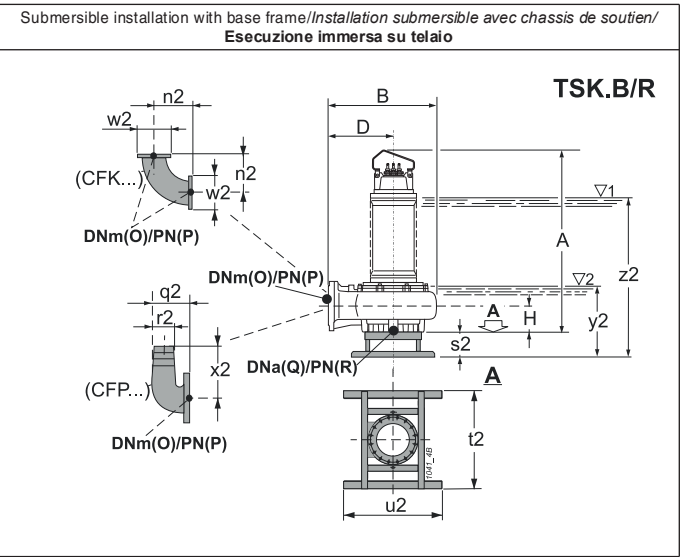 Submersible installation with base frame/Installation submersible avec chassis de soutien/
Esecuzione immersa su telaio
TSK.B/R
n2
w2
(CFK...)
n2
w2
DNm(O)/PN(P)
B
D
▽1
A
z2
DNm(O)/PN(P)
▽2
H
A
y2
s2
DNa(Q)/PN(R)
q2
r2
x2
(CFP...)
DNm(O)/PN(P)
A
t2
1041_4B
u2